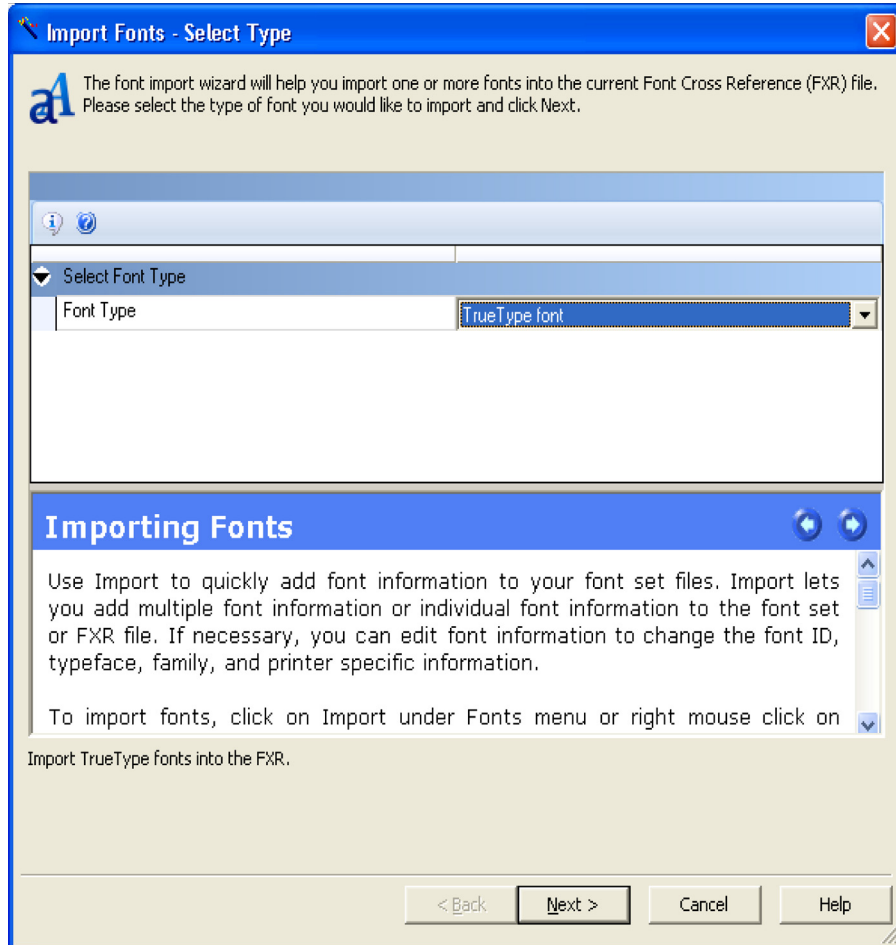 Import Fonts - Select Type
The font import wizard will help you import one or more fonts into the current Font Cross Reference (FXR) file.
Please select the type of font you would like to import and click Next.
Select Font Type
Font Type
TrueType font
Importing Fonts
Use Import to quickly add font information to your font set files. Import lets
you add multiple font information or individual font information to the font set
or FXR file. If necessary, you can edit font information to change the font ID,
typeface, family, and printer specific information.
To import fonts, click on Import under Fonts menu or right mouse click on
Import TrueType fonts into the FXR.
< Back
Next >
Cancel
Help